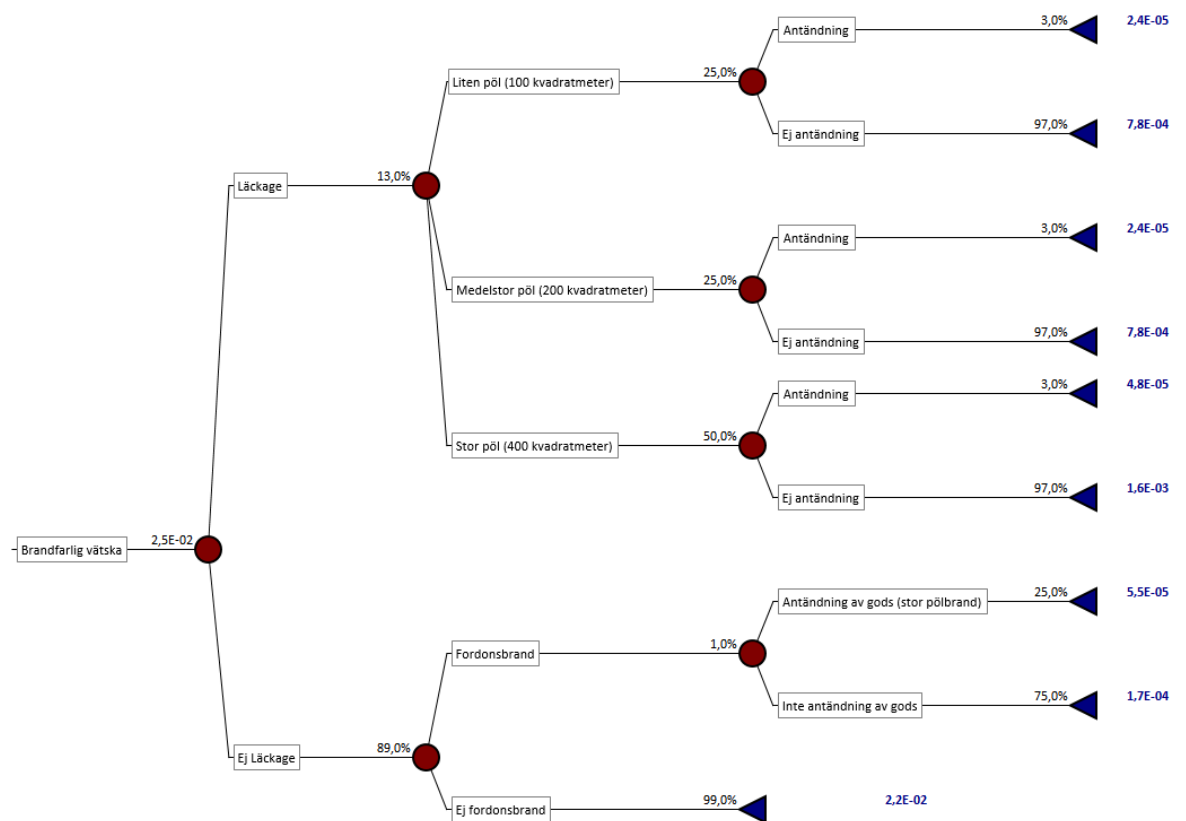 Antändning
3,0%
2,4E-05
Liten pöl (100 kvadratmeter)
25,0%
Ej antändning
97,0%
7,8E-04
Läckage
13,0%
Antändning
3,0%
2,4E-05
Medelstor pöl (200 kvadratmeter)
25,0%
Ej antändning
97,0%
7,8E-04
Antändning
3,0%
4,8E-05
Stor pöl (400 kvadratmeter)
50,0%
Ej antändning
97,0%
1,6E-03
Brandfarlig vätska
2,5E-02
Antändning av gods (stor pölbrand)
25,0%
5,5E-05
Fordonsbrand
1,0%
Inte antändning av gods
75,0%
1,7E-04
Ej Läckage
89,0%
Ej fordonsbrand
99,0%
2,2E-02